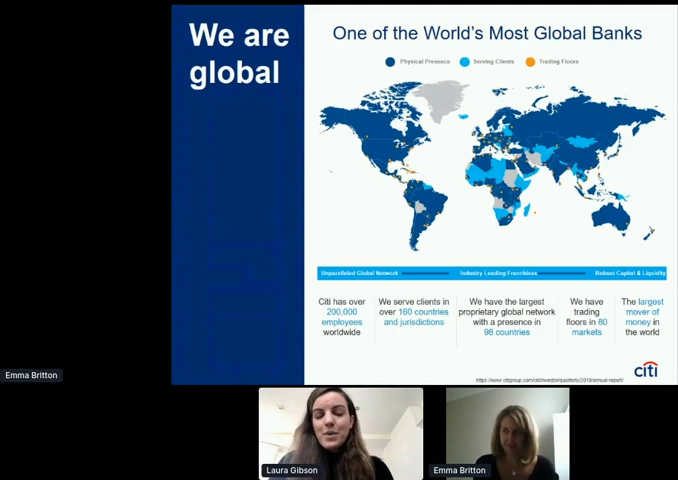 We are
global
One of the World's Most Global Banks
Physical Presence
Serving Clients
Trading Floors
Unparalleled Global Network
Industry Leading Franchises
Robust Capital & Liquidity
Citi has over
200,000
employees
worldwide
We serve clients in
over 160 countries
and jurisdictions
We have the largest
proprietary global network
with a presence in
98 countries
We have
trading
floors in 80
markets
The largest
mover of
money in
the world
citi
Emma Britton
Laura Gibson
Emma Britton